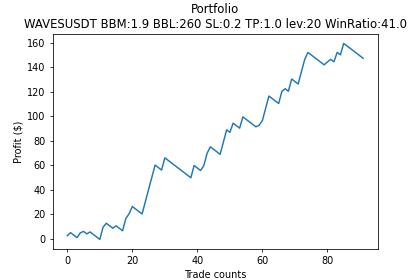 Portfolio
WAVESUSDT BBM:1.9 BBL:260 SL:0.2 TP:1.0 lev:20 WinRatio:41.0
160
140
120
100
80
60
40
20
0
Profit ($)
0 20 40 60 80
Trade counts